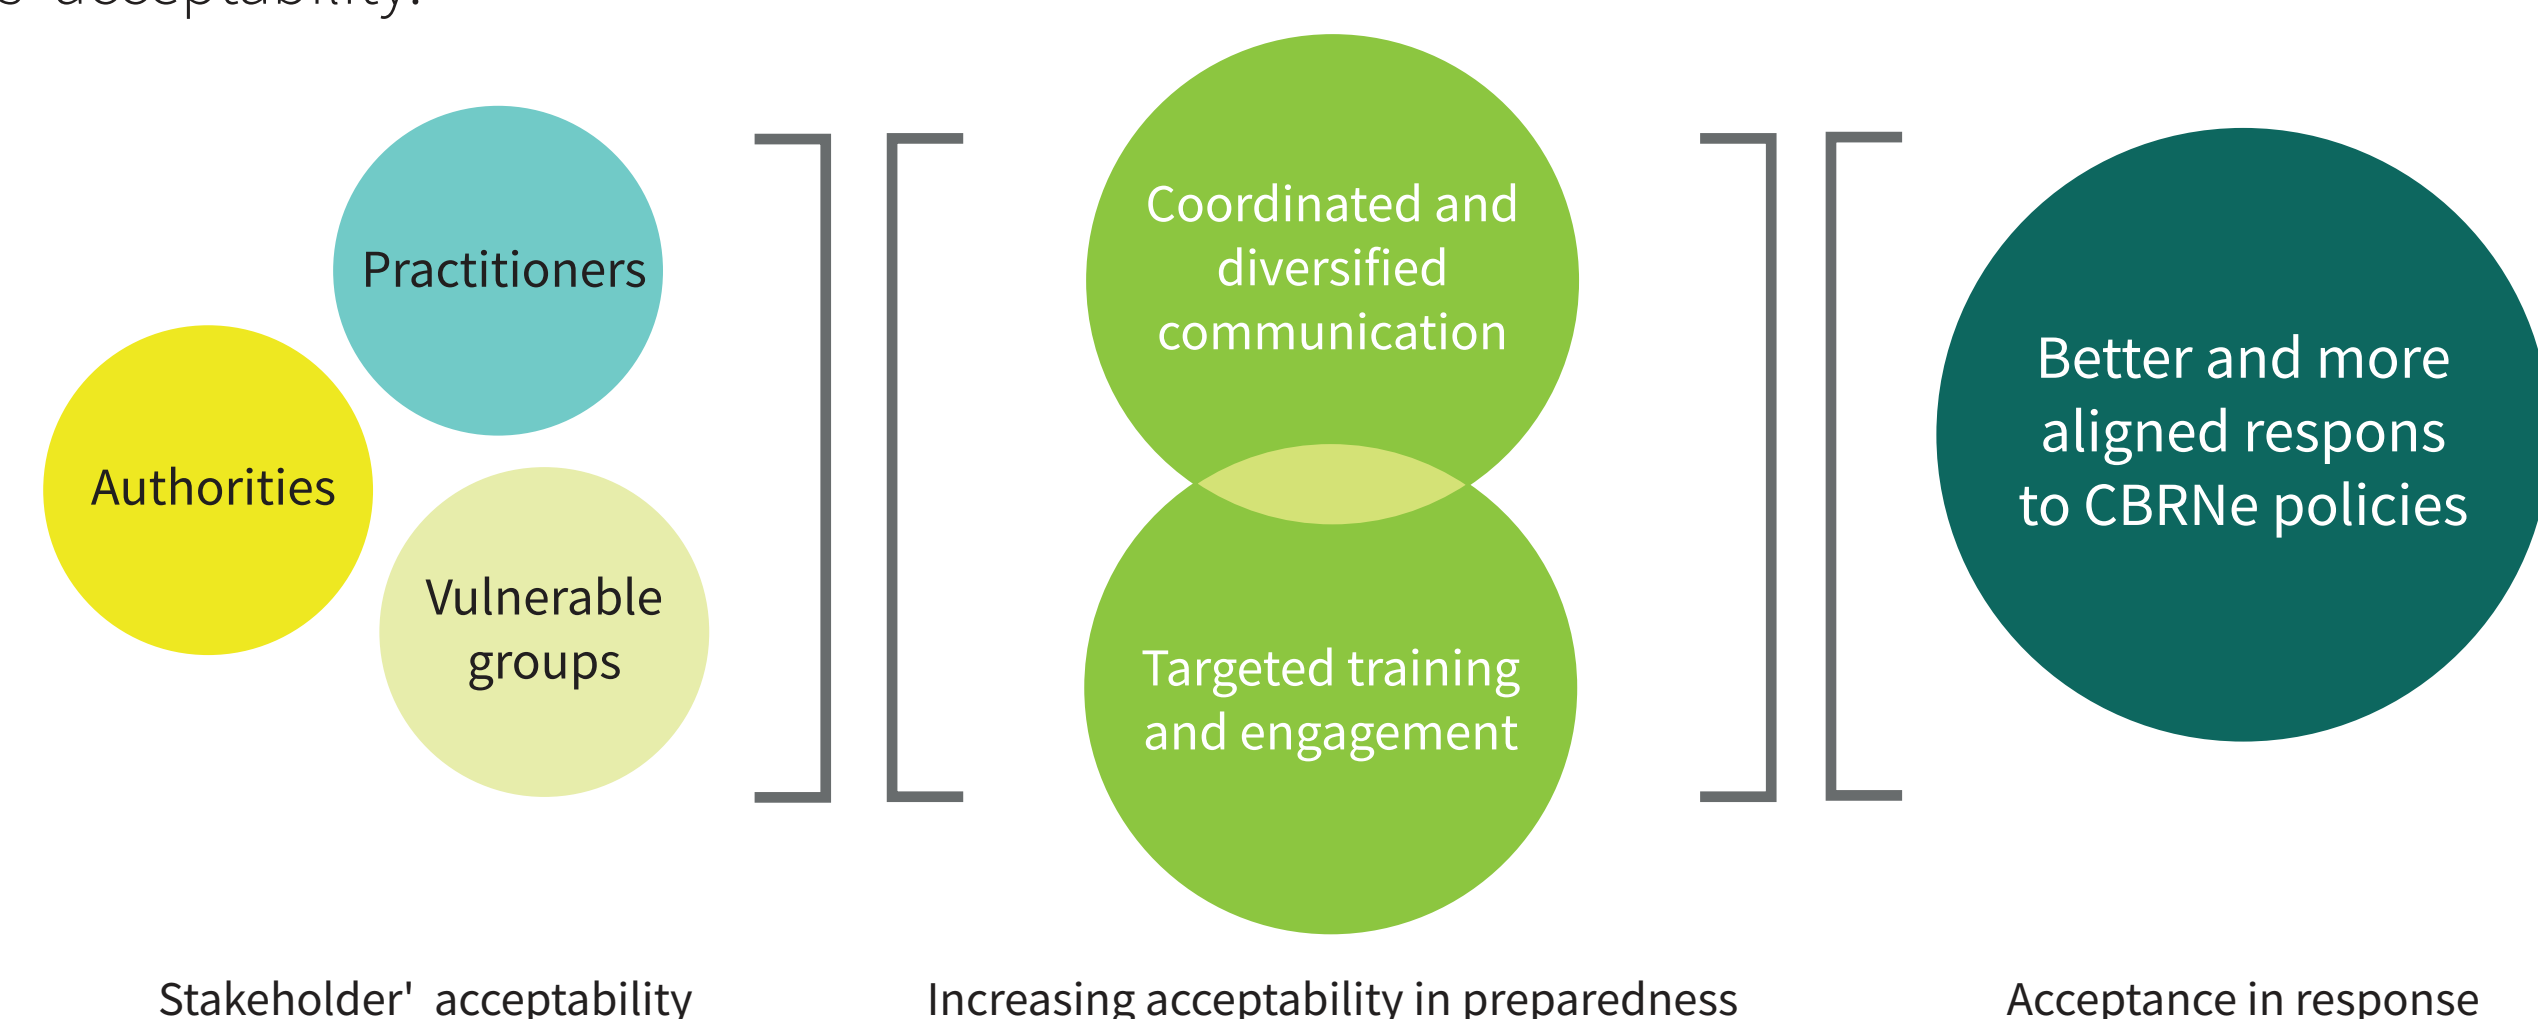 acceptability.
Practitioners
Authorities
Vulnerable
groups
Coordinated and
diversified
communication
Targeted training
and engagement
Better and more
aligned respons
to CBRNe policies
Stakeholder' acceptability
Increasing acceptability in preparedness
Acceptance in response